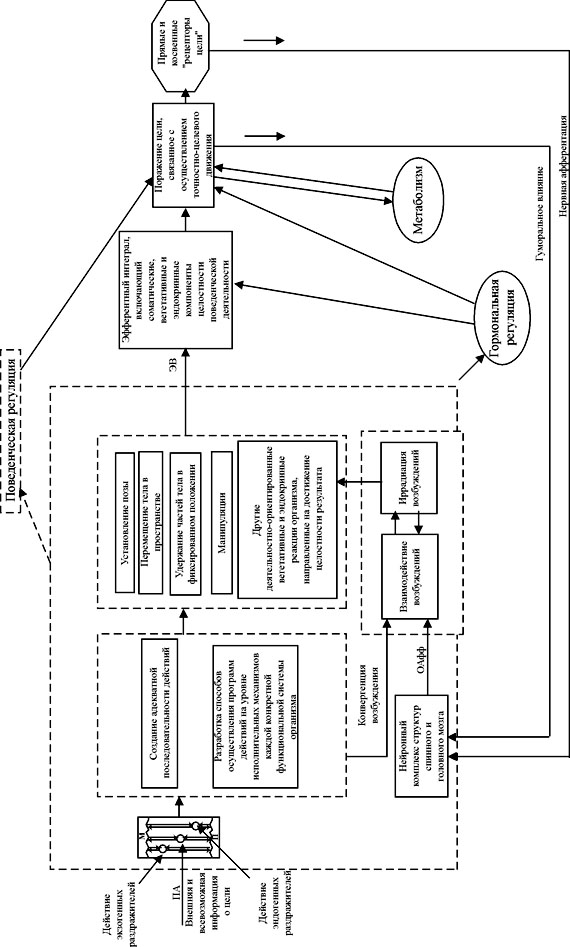 Поведенческая регуляция
Действие
экзогенных
раздражителей
ПА
Внешняя и
всевозможная
информация
о цели
Действие
эндогенных
раздражителей
М
П
Создание адекватной
последовательности действий
Разработка способов
осуществления программ
действий на уровне
исполнительных механизмов
каждой конкретной
функциональной системы
организма
Установление позы
Перемещение тела в
пространстве
Удержание частей тела в
фиксированном положении
Манипуляции
Другие
деятельностно-ориентированные
вегетативные и эндокринные
реакции организма,
направленные на достижение
целостности результата
ЭВ
Эфферентный интеграл,
включающий
соматические,
вегетативные и
эндокринные
компоненты
целостности
поведенческой
деятельности
Поражение цели,
связанное с
осуществлением
точностно-целевого
движения
Прямые и
косвенные
"рецепторы
цели"
Конвергенция
возбуждения
ОАфф
Нейронный
комплекс структур
спинного и
головного мозга
Взаимодействие
возбуждений
Иррадиация
возбуждений
Гормональная
регуляция
Метаболизм
Гуморальное влияние
Нервная афферентация